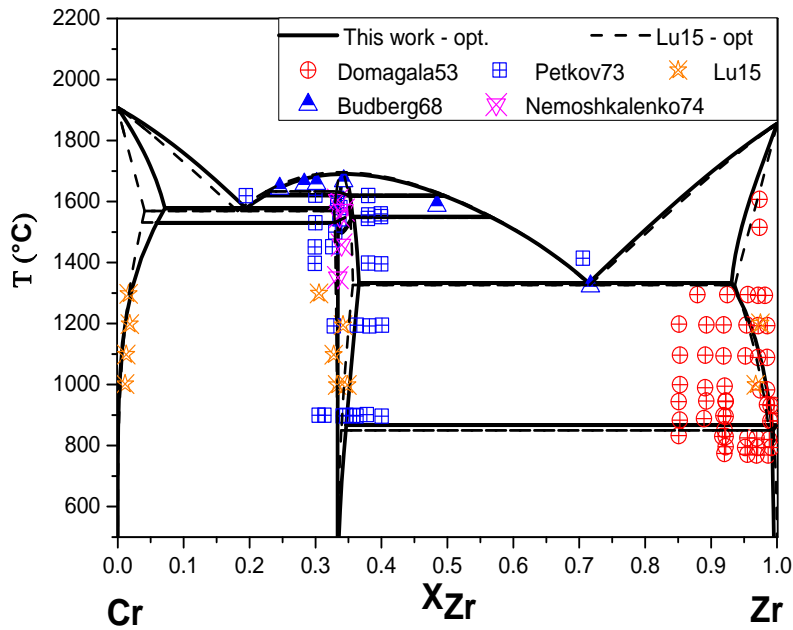 This work - opt. Lu15 - opt
Domagala53 Petkov73 Lu15
Budberg68 Nemoshkalenko74
2200
2000
1800
1600
1400
1200
1000
800
600
T (°C)
0.0 0.1 0.2 0.3 0.4 0.5 0.6 0.7 0.8 0.9 1.0
Cr XZr Zr